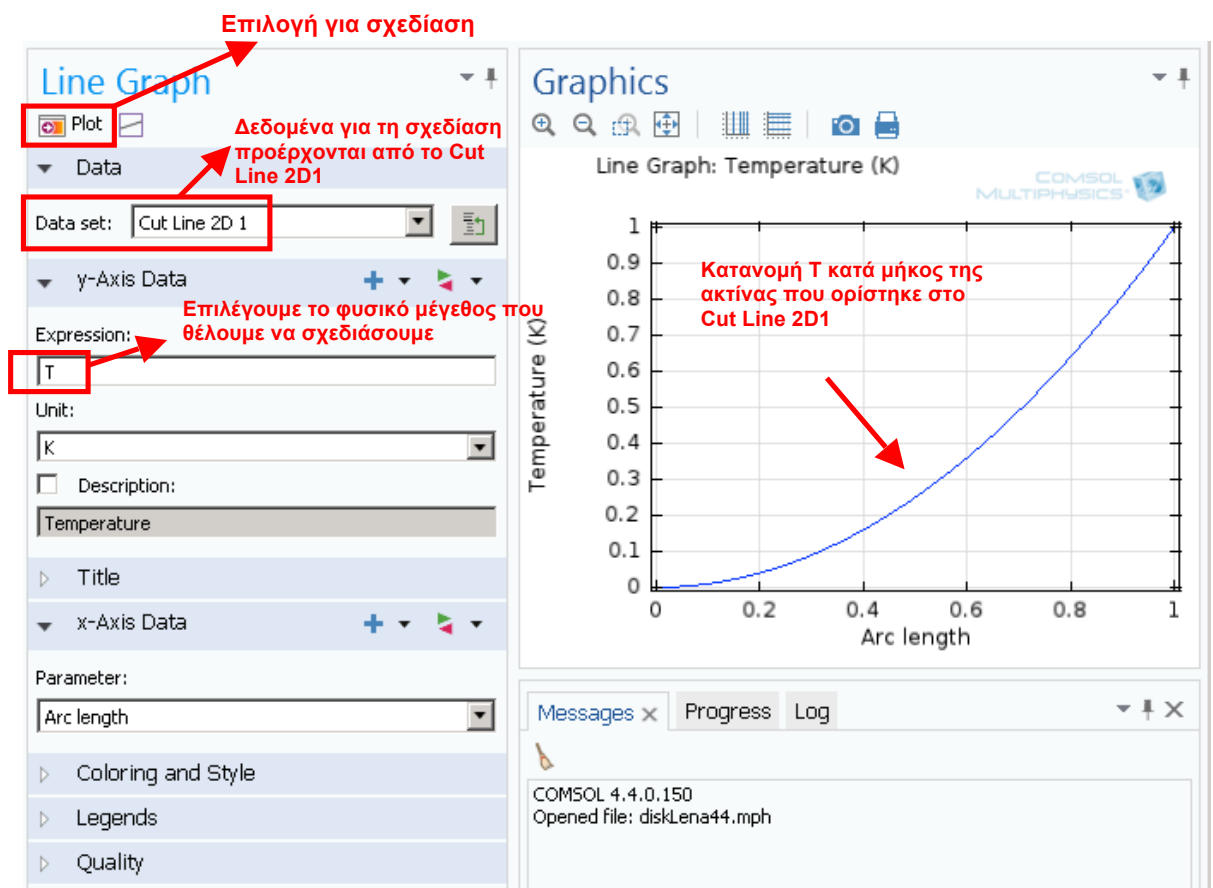 Επιλογή για σχεδίαση
Line Graph
Plot
Δεδομένα για τη σχεδίαση
προέρχονται από το Cut
Line 2D1
Data
Data set:
Cut Line 2D 1
y-Axis Data
Επιλέγουμε το φυσικό μέγεθος που
θέλουμε να σχεδιάσουμε
Expression:
T
Unit:
K
Description:
Temperature
Title
x-Axis Data
Parameter:
Arc length
Coloring and Style
Legends
Quality
Graphics
Line Graph: Temperature (K)
COMSOL
MULTIPHYSICS
Κατανομή Τ κατά μήκος της
ακτίνας που ορίστηκε στο
Cut Line 2D1
Temperature (K)
1
0.9
0.8
0.7
0.6
0.5
0.4
0.3
0.2
0.1
0
0 0.2 0.4 0.6 0.8 1
Arc length
Messages Progress Log
COMSOL 4.4.0.150
Opened file: diskLena44.mph